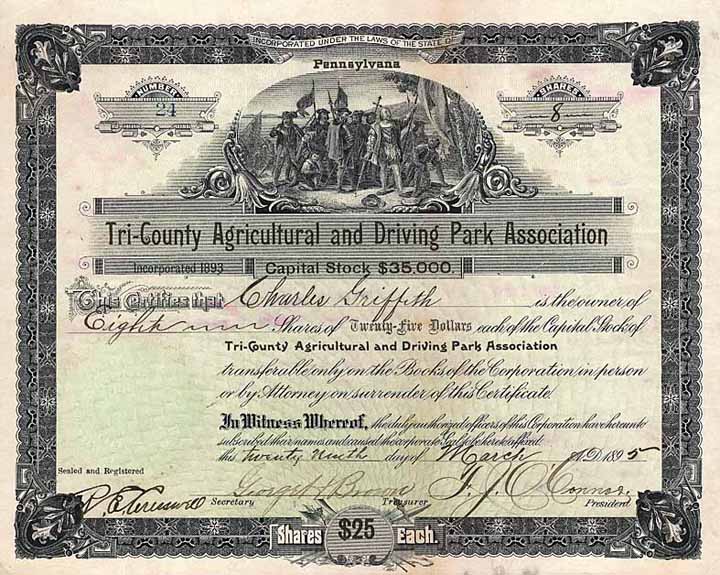 INCORPORATED UNDER THE LAWS OF THE STATE OF
Pennsylvana
NUMBER
24
SHARES
8
Tri-County Agricultural and Driving Park Association
Incorporated 1893
Capital Stock $35,000.
This Certifies that Charles Griffith is the owner of
Eight Shares of Twenty-Five Dollars each of the Capital Stock of
Tri-County Agricultural and Driving Park Association
transferable only on the Books of the Corporation in person
or by Attorney on surrender of this Certificate.
In Witness Whereof, the duly authorized officers of this Corporation have hereunto
subscribed their names and caused the corporate Seal to be hereto affixed
this twenty Ninth day of March A.D. 1895
Sealed and Registered
Secretary
Treasurer
F. J. O'Connor.
President
Shares $25 Each.